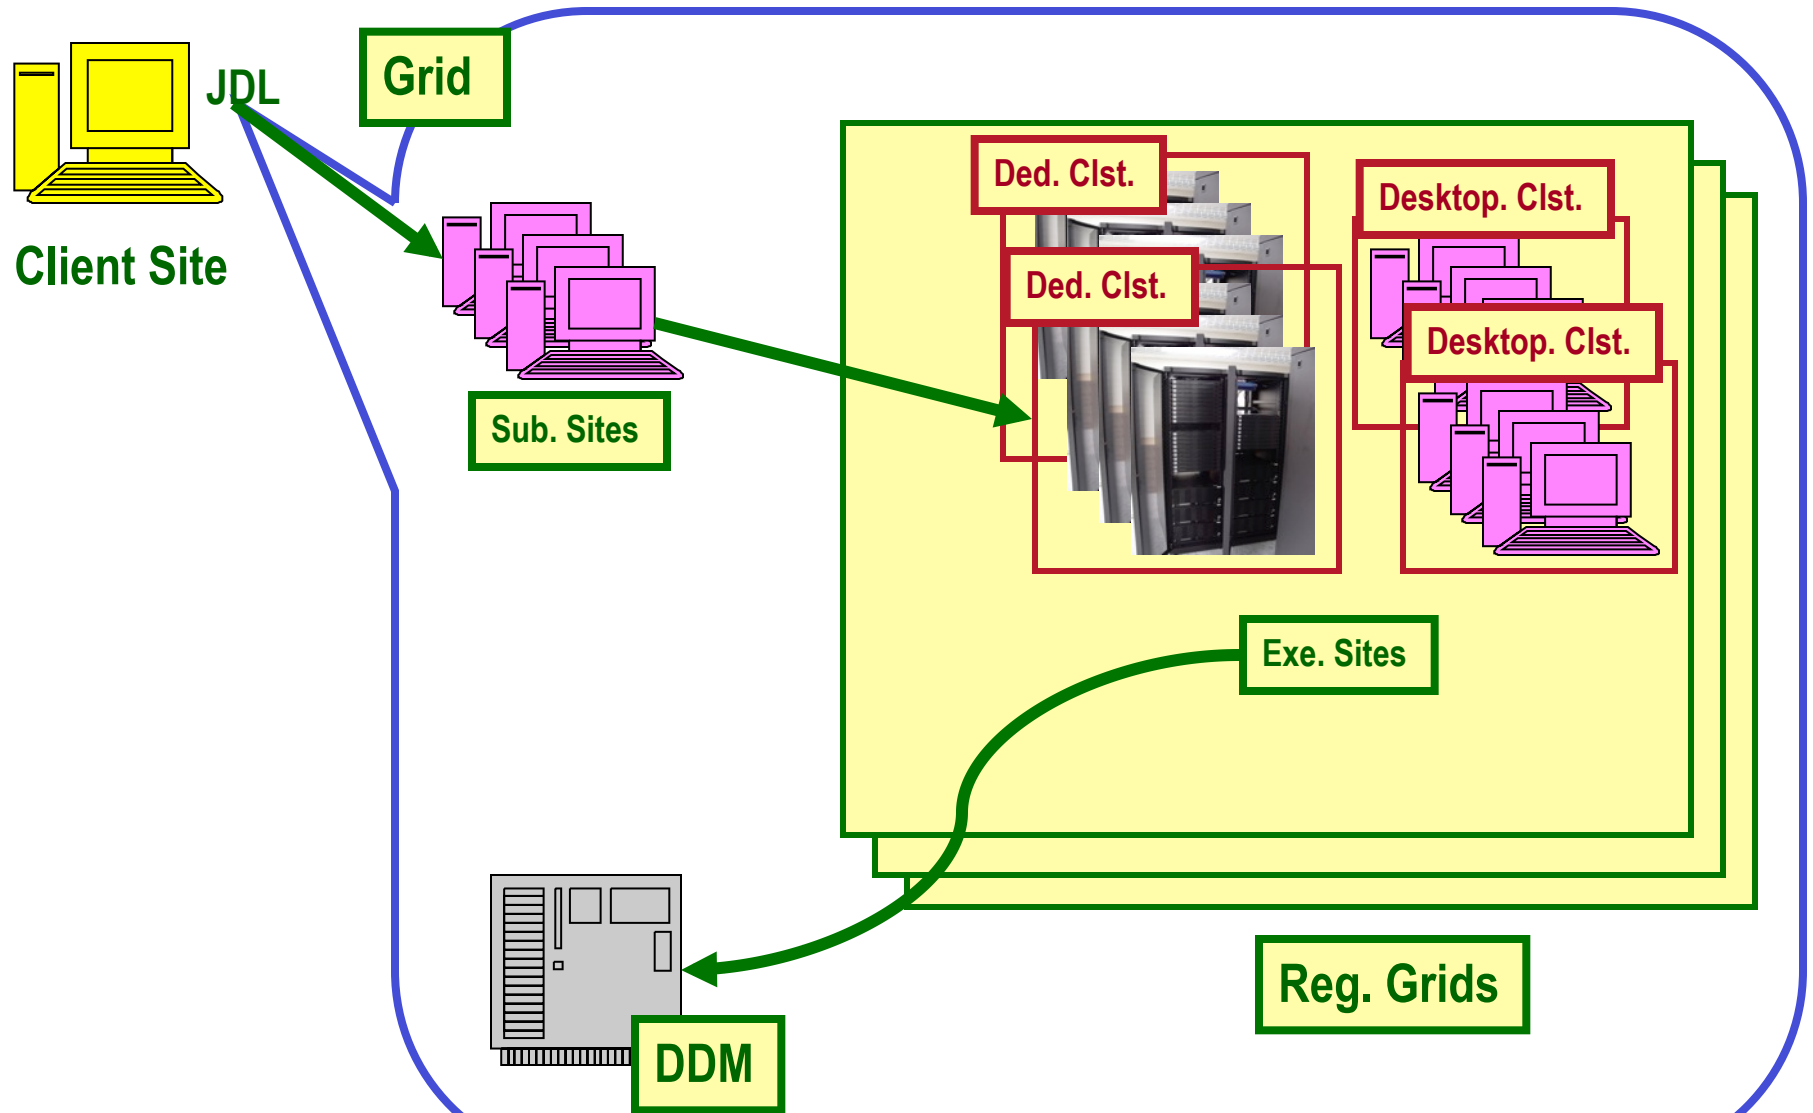 JDL
Grid
Client Site
Sub. Sites
Ded. Clst.
Ded. Clst.
Desktop. Clst.
Desktop. Clst.
Exe. Sites
Reg. Grids
DDM